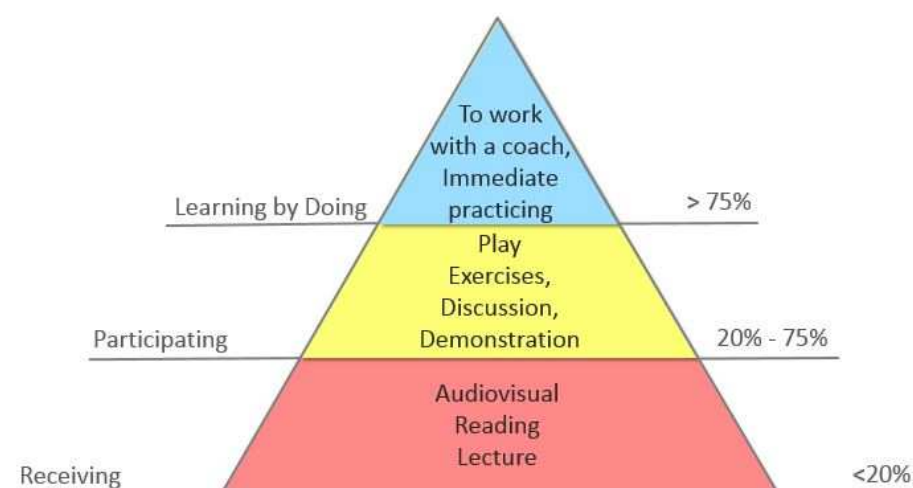 To work
with a coach,
Immediate
practicing
Learning by Doing
> 75%
Play
Exercises,
Discussion,
Demonstration
Participating
20% - 75%
Audiovisual
Reading
Lecture
Receiving
<20%